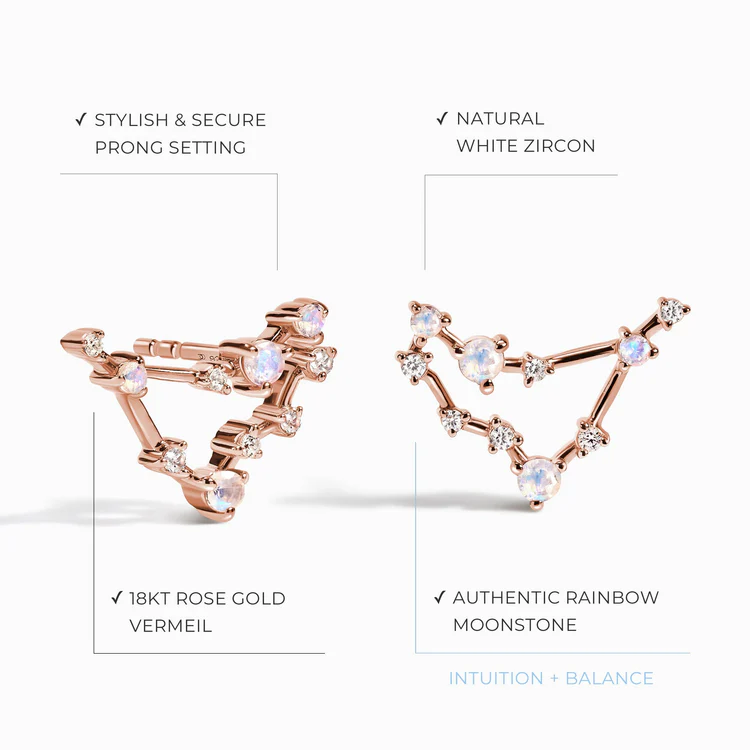 ✓ STYLISH & SECURE
PRONG SETTING
✓ NATURAL
WHITE ZIRCON
✓ 18KT ROSE GOLD
VERMEIL
✓ AUTHENTIC RAINBOW
MOONSTONE
INTUITION + BALANCE